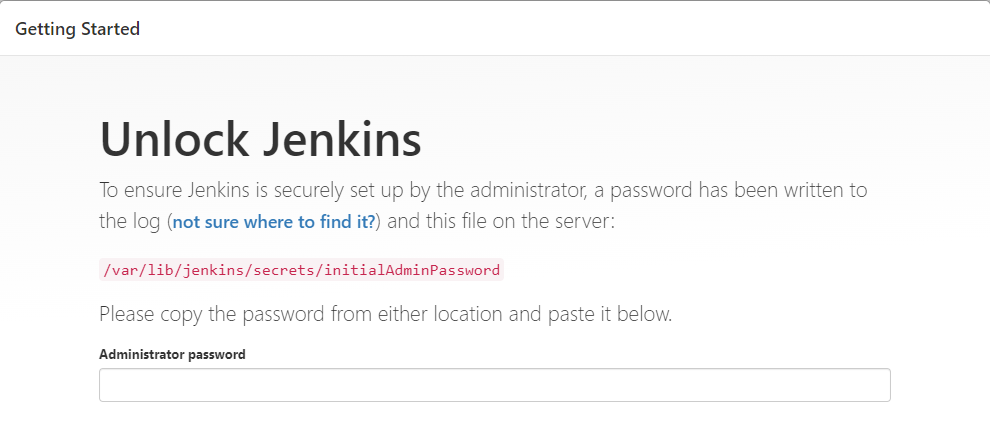 Getting Started
Unlock Jenkins
To ensure Jenkins is securely set up by the administrator, a password has been written to
the log (not sure where to find it?) and this file on the server:
/var/lib/jenkins/secrets/initialAdminPassword
Please copy the password from either location and paste it below.
Administrator password